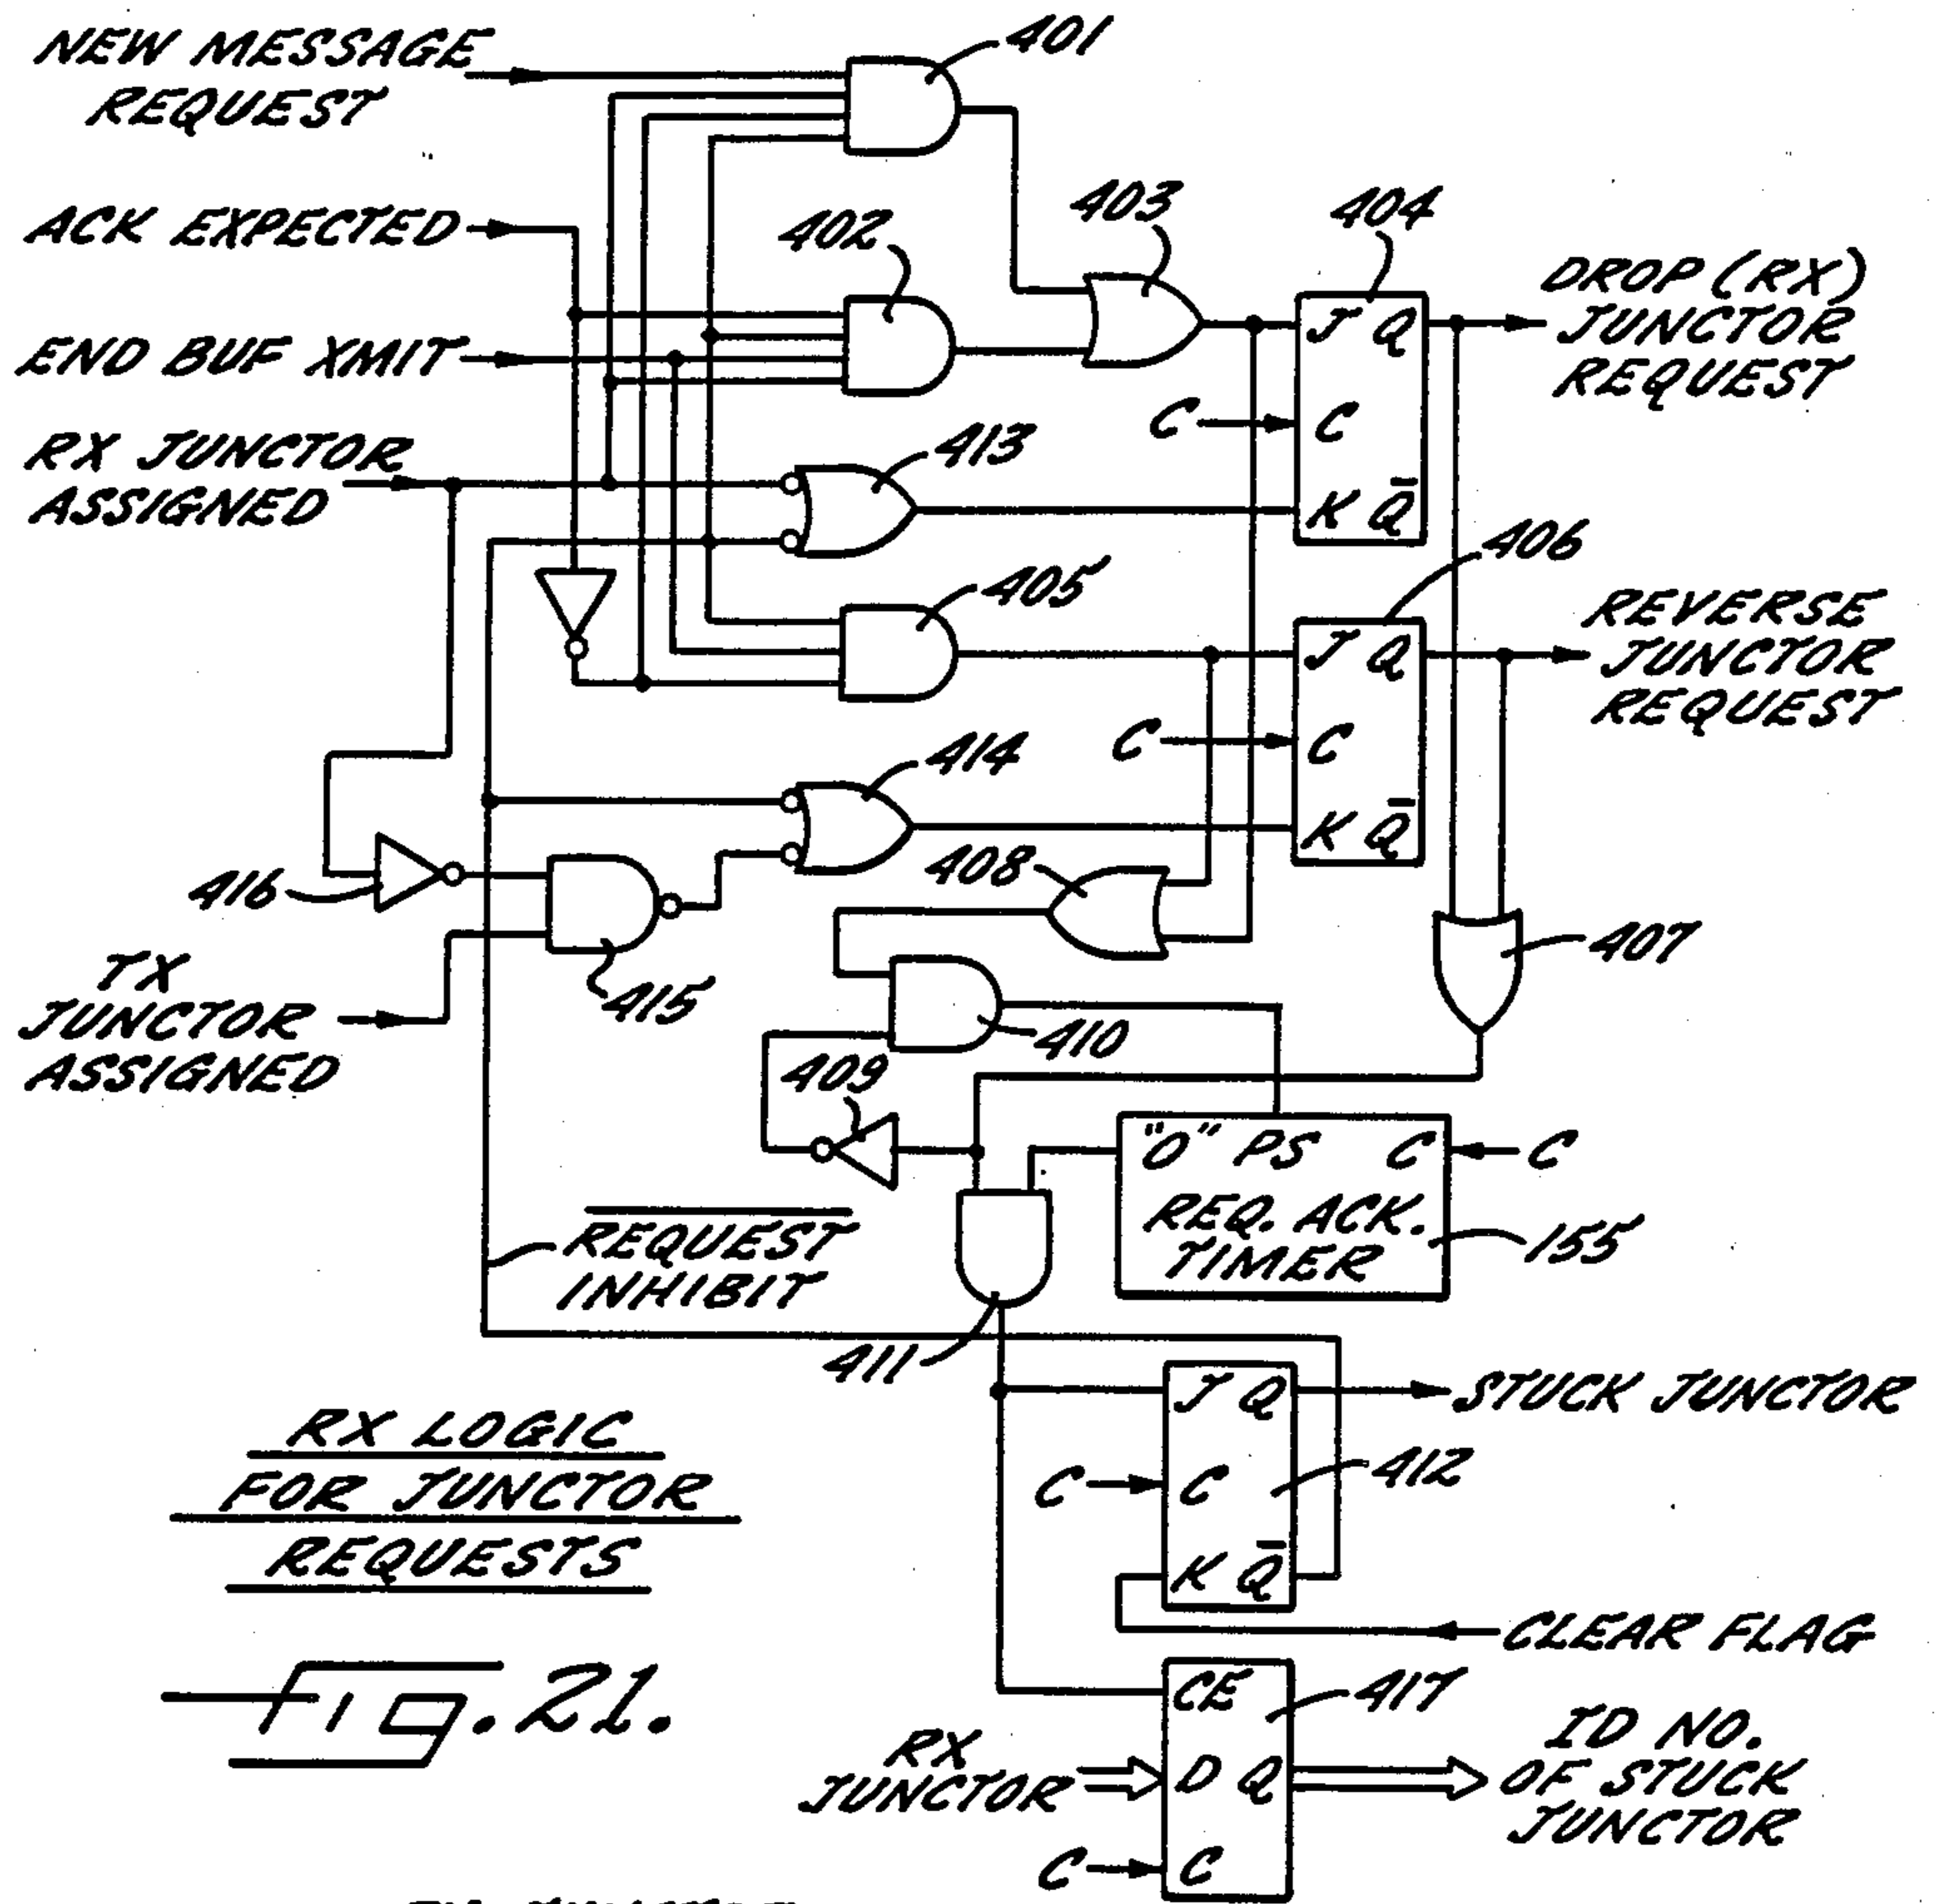 NEW MESSAGE
REQUEST
401
ACK EXPECTED
402
403
404
DROP (RX)
JUNCTOR
REQUEST
END BUF XMIT
J Q
C
C
K Q̅
RX JUNCTOR
ASSIGNED
413
405
406
REVERSE
JUNCTOR
REQUEST
J Q
C
C
K Q̅
414
408
416
415
407
TX
JUNCTOR
ASSIGNED
410
409
"0" PS C
C
REQ. ACK.
TIMER
155
REQUEST
INHIBIT
411
J Q
STUCK JUNCTOR
C
C
412
K Q̅
CLEAR FLAG
RX LOGIC
FOR JUNCTOR
REQUESTS
Fig. 21.
CE
417
RX
JUNCTOR
D Q
ID NO.
OF STUCK
JUNCTOR
C
C